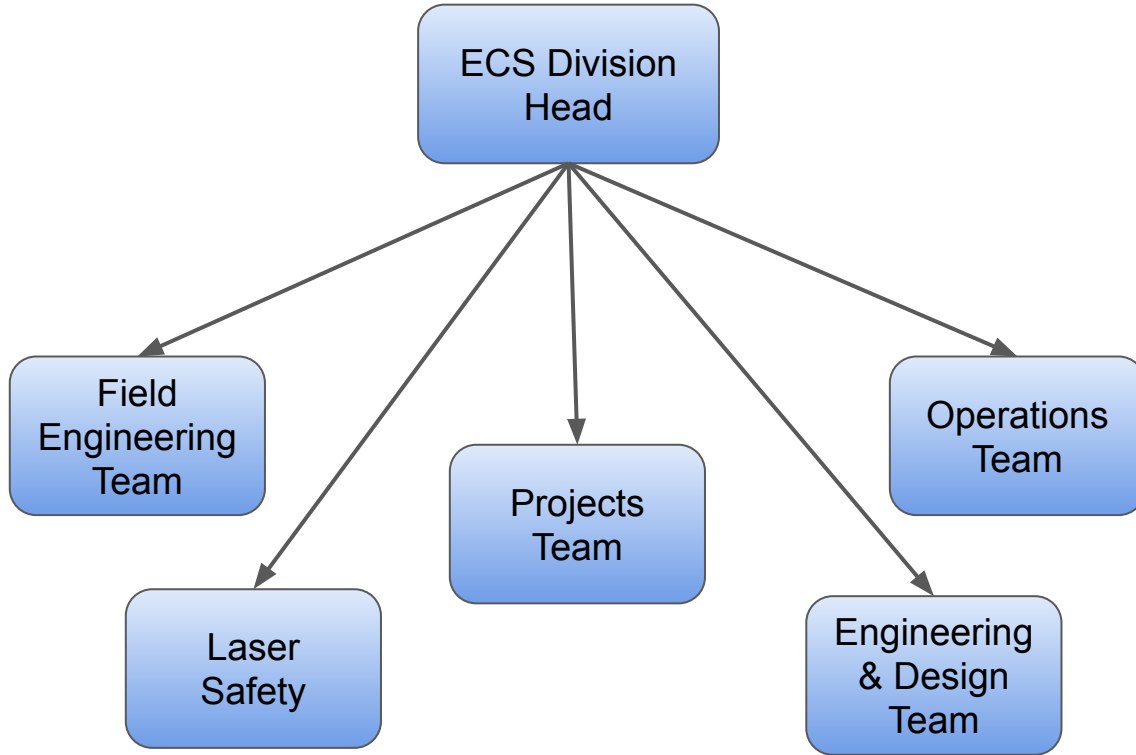 ECS Division
Head
Field
Engineering
Team
Operations
Team
Projects
Team
Laser
Safety
Engineering
& Design
Team